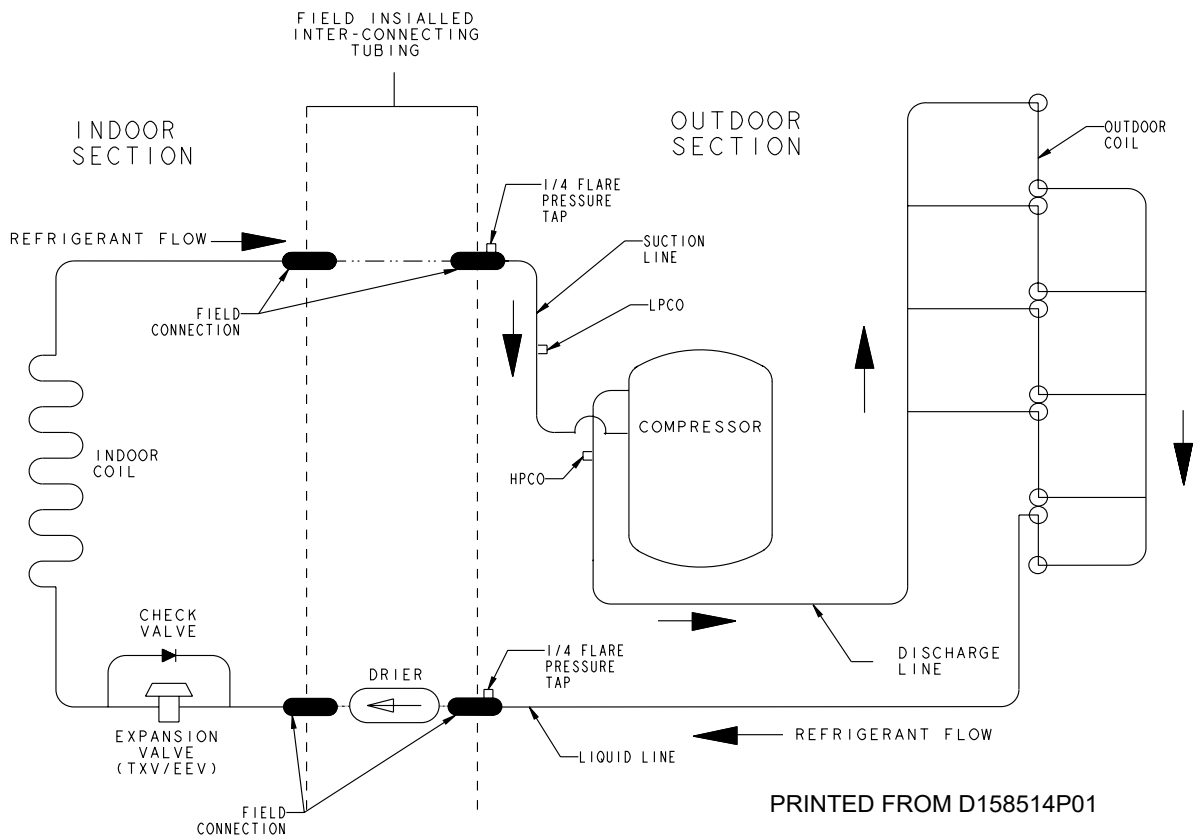 FIELD INSIALLED
INTER-CONNECTING
TUBING
INDOOR
SECTION
OUTDOOR
SECTION
OUTDOOR
COIL
1/4 FLARE
PRESSURE
TAP
REFRIGERANT FLOW
SUCTION
LINE
FIELD
CONNECTION
LPCO
COMPRESSOR
INDOOR
COIL
HPCO
CHECK
VALVE
DRIER
1/4 FLARE
PRESSURE
TAP
DISCHARGE
LINE
EXPANSION
VALVE
(TXV/EEV)
LIQUID LINE
REFRIGERANT FLOW
FIELD
CONNECTION
PRINTED FROM D158514P01